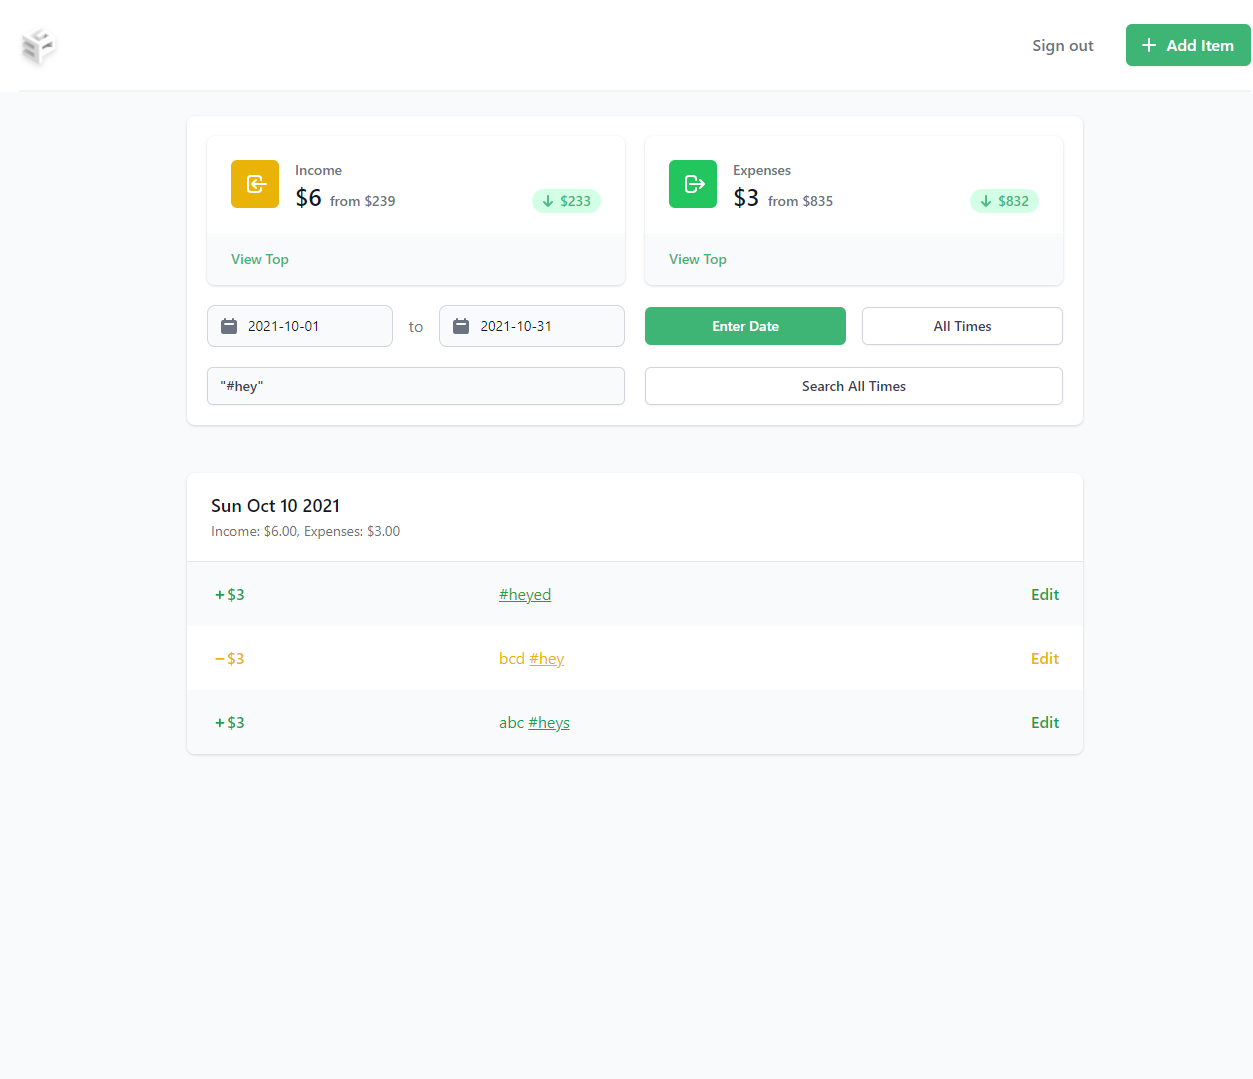 Sign out
Add Item
Income
$6 from $239
$233
View Top
Expenses
$3 from $835
$832
View Top
2021-10-01 to 2021-10-31
Enter Date
All Times
"#hey"
Search All Times
Sun Oct 10 2021
Income: $6.00, Expenses: $3.00
+$3 #heyed Edit
−$3 bcd #hey Edit
+$3 abc #heys Edit